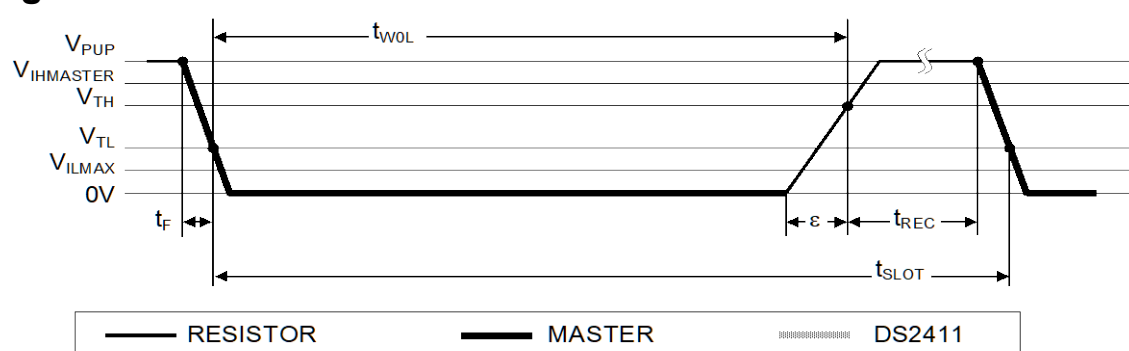 tW0L
VPUP
VIHMASTER
VTH
VTL
VILMAX
0V
tF
ε
tREC
tSLOT
RESISTOR MASTER DS2411